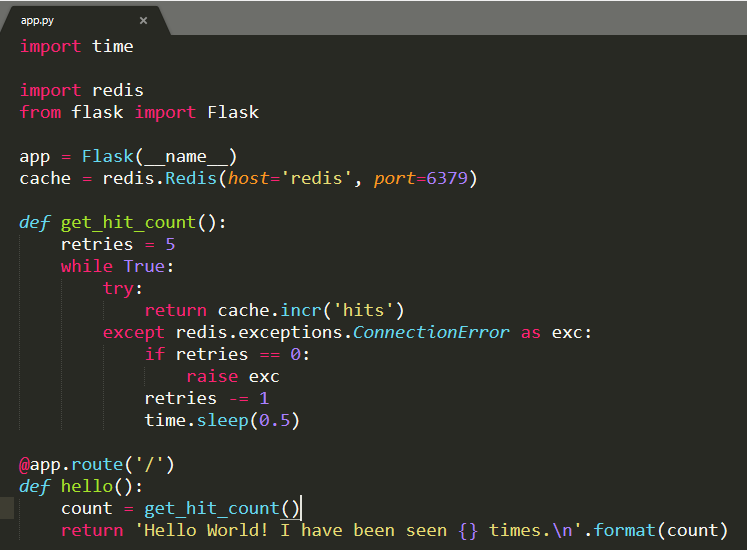 app.py ×
import time

import redis
from flask import Flask

app = Flask(__name__)
cache = redis.Redis(host='redis', port=6379)

def get_hit_count():
    retries = 5
    while True:
        try:
            return cache.incr('hits')
        except redis.exceptions.ConnectionError as exc:
            if retries == 0:
                raise exc
            retries -= 1
            time.sleep(0.5)

@app.route('/')
def hello():
    count = get_hit_count()
    return 'Hello World! I have been seen {} times.\n'.format(count)